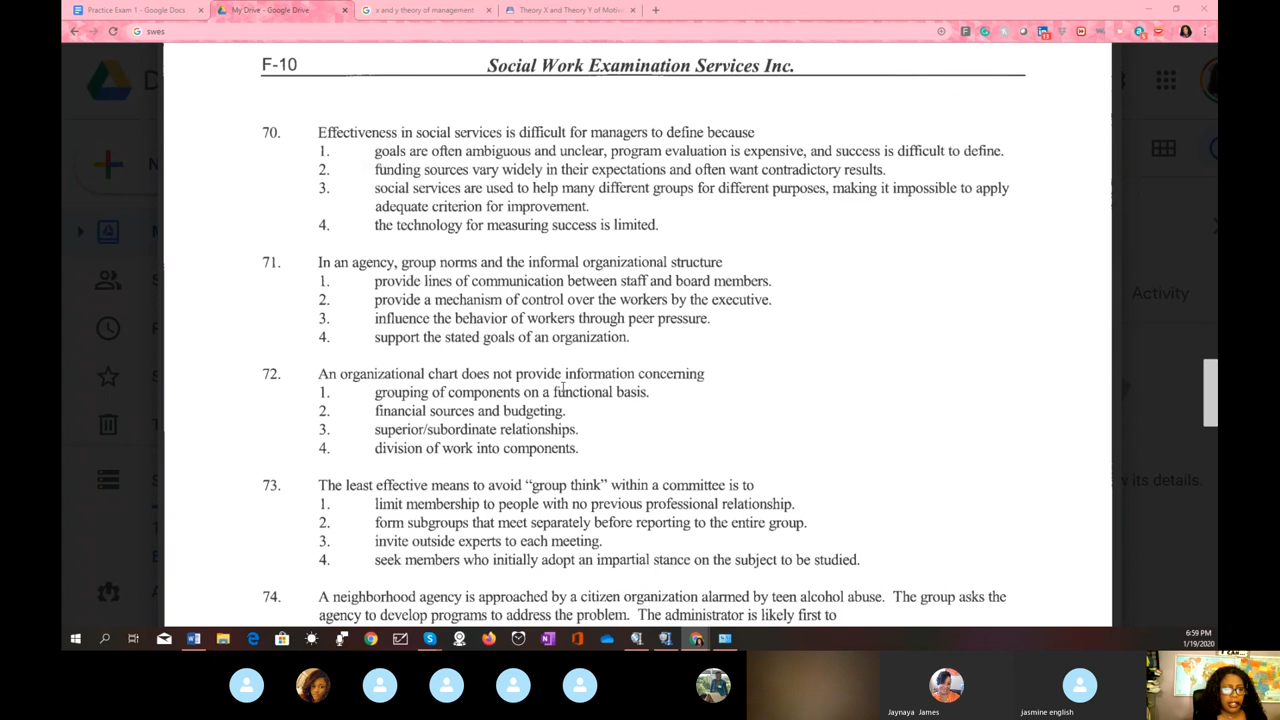 Practice Exam 1 - Google Docs
My Drive - Google Drive
x and y theory of management
Theory X and Theory Y of Motiv
swes
F-10
Social Work Examination Services Inc.
70. Effectiveness in social services is difficult for managers to define because
1. goals are often ambiguous and unclear, program evaluation is expensive, and success is difficult to define.
2. funding sources vary widely in their expectations and often want contradictory results.
3. social services are used to help many different groups for different purposes, making it impossible to apply
adequate criterion for improvement.
4. the technology for measuring success is limited.
71. In an agency, group norms and the informal organizational structure
1. provide lines of communication between staff and board members.
2. provide a mechanism of control over the workers by the executive.
3. influence the behavior of workers through peer pressure.
4. support the stated goals of an organization.
Activity
72. An organizational chart does not provide information concerning
1. grouping of components on a functional basis.
2. financial sources and budgeting.
3. superior/subordinate relationships.
4. division of work into components.
w its details.
73. The least effective means to avoid “group think” within a committee is to
1. limit membership to people with no previous professional relationship.
2. form subgroups that meet separately before reporting to the entire group.
3. invite outside experts to each meeting.
4. seek members who initially adopt an impartial stance on the subject to be studied.
74. A neighborhood agency is approached by a citizen organization alarmed by teen alcohol abuse. The group asks the
agency to develop programs to address the problem. The administrator is likely first to
6:59 PM
1/19/2020
Jaynaya James
jasmine english